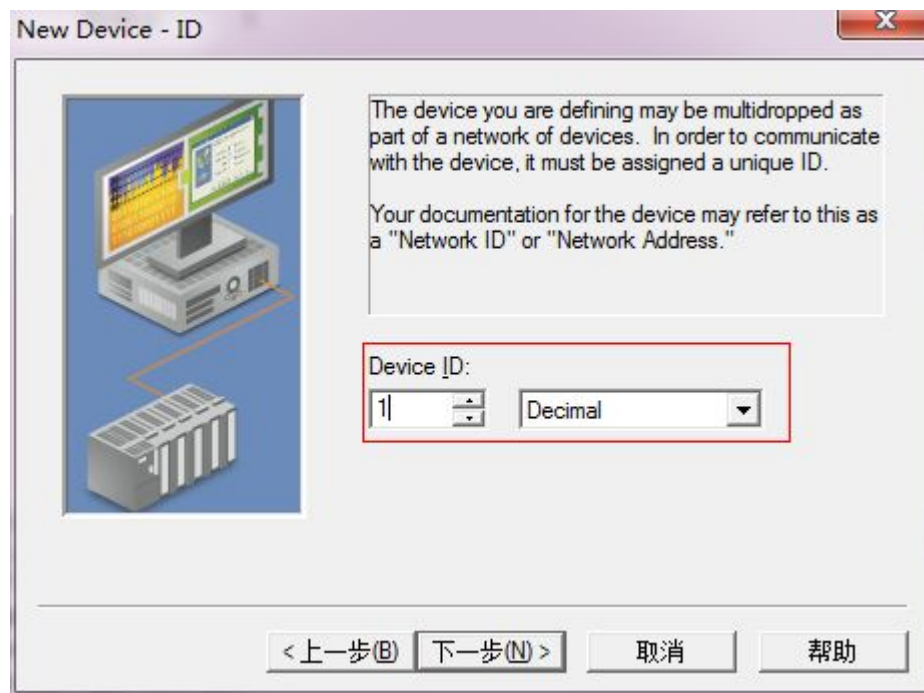 New Device - ID
The device you are defining may be multidropped as
part of a network of devices. In order to communicate
with the device, it must be assigned a unique ID.
Your documentation for the device may refer to this as
a "Network ID" or "Network Address."
Device ID:
1 Decimal
<上一步(B) 下一步(N)> 取消 帮助